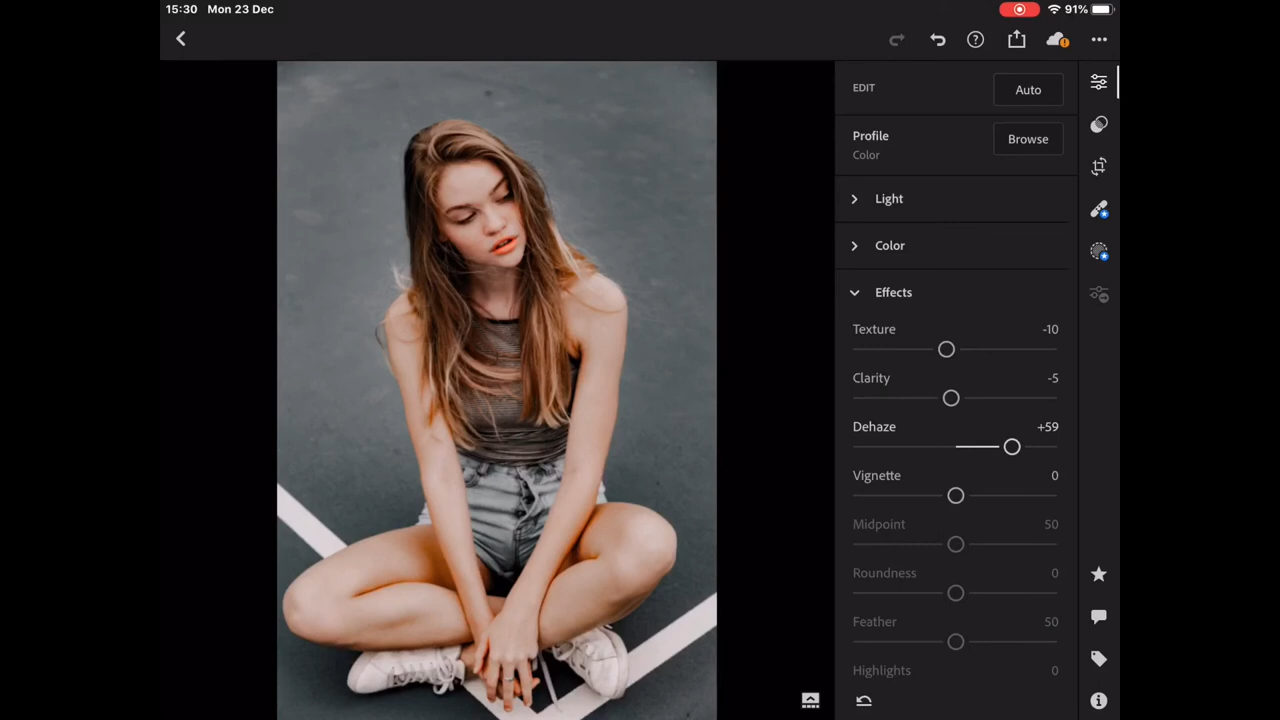 15:30 Mon 23 Dec
91%
EDIT
Auto
Profile
Color
Browse
Light
Color
Effects
Texture -10
Clarity -5
Dehaze +59
Vignette 0
Midpoint 50
Roundness 0
Feather 50
Highlights 0